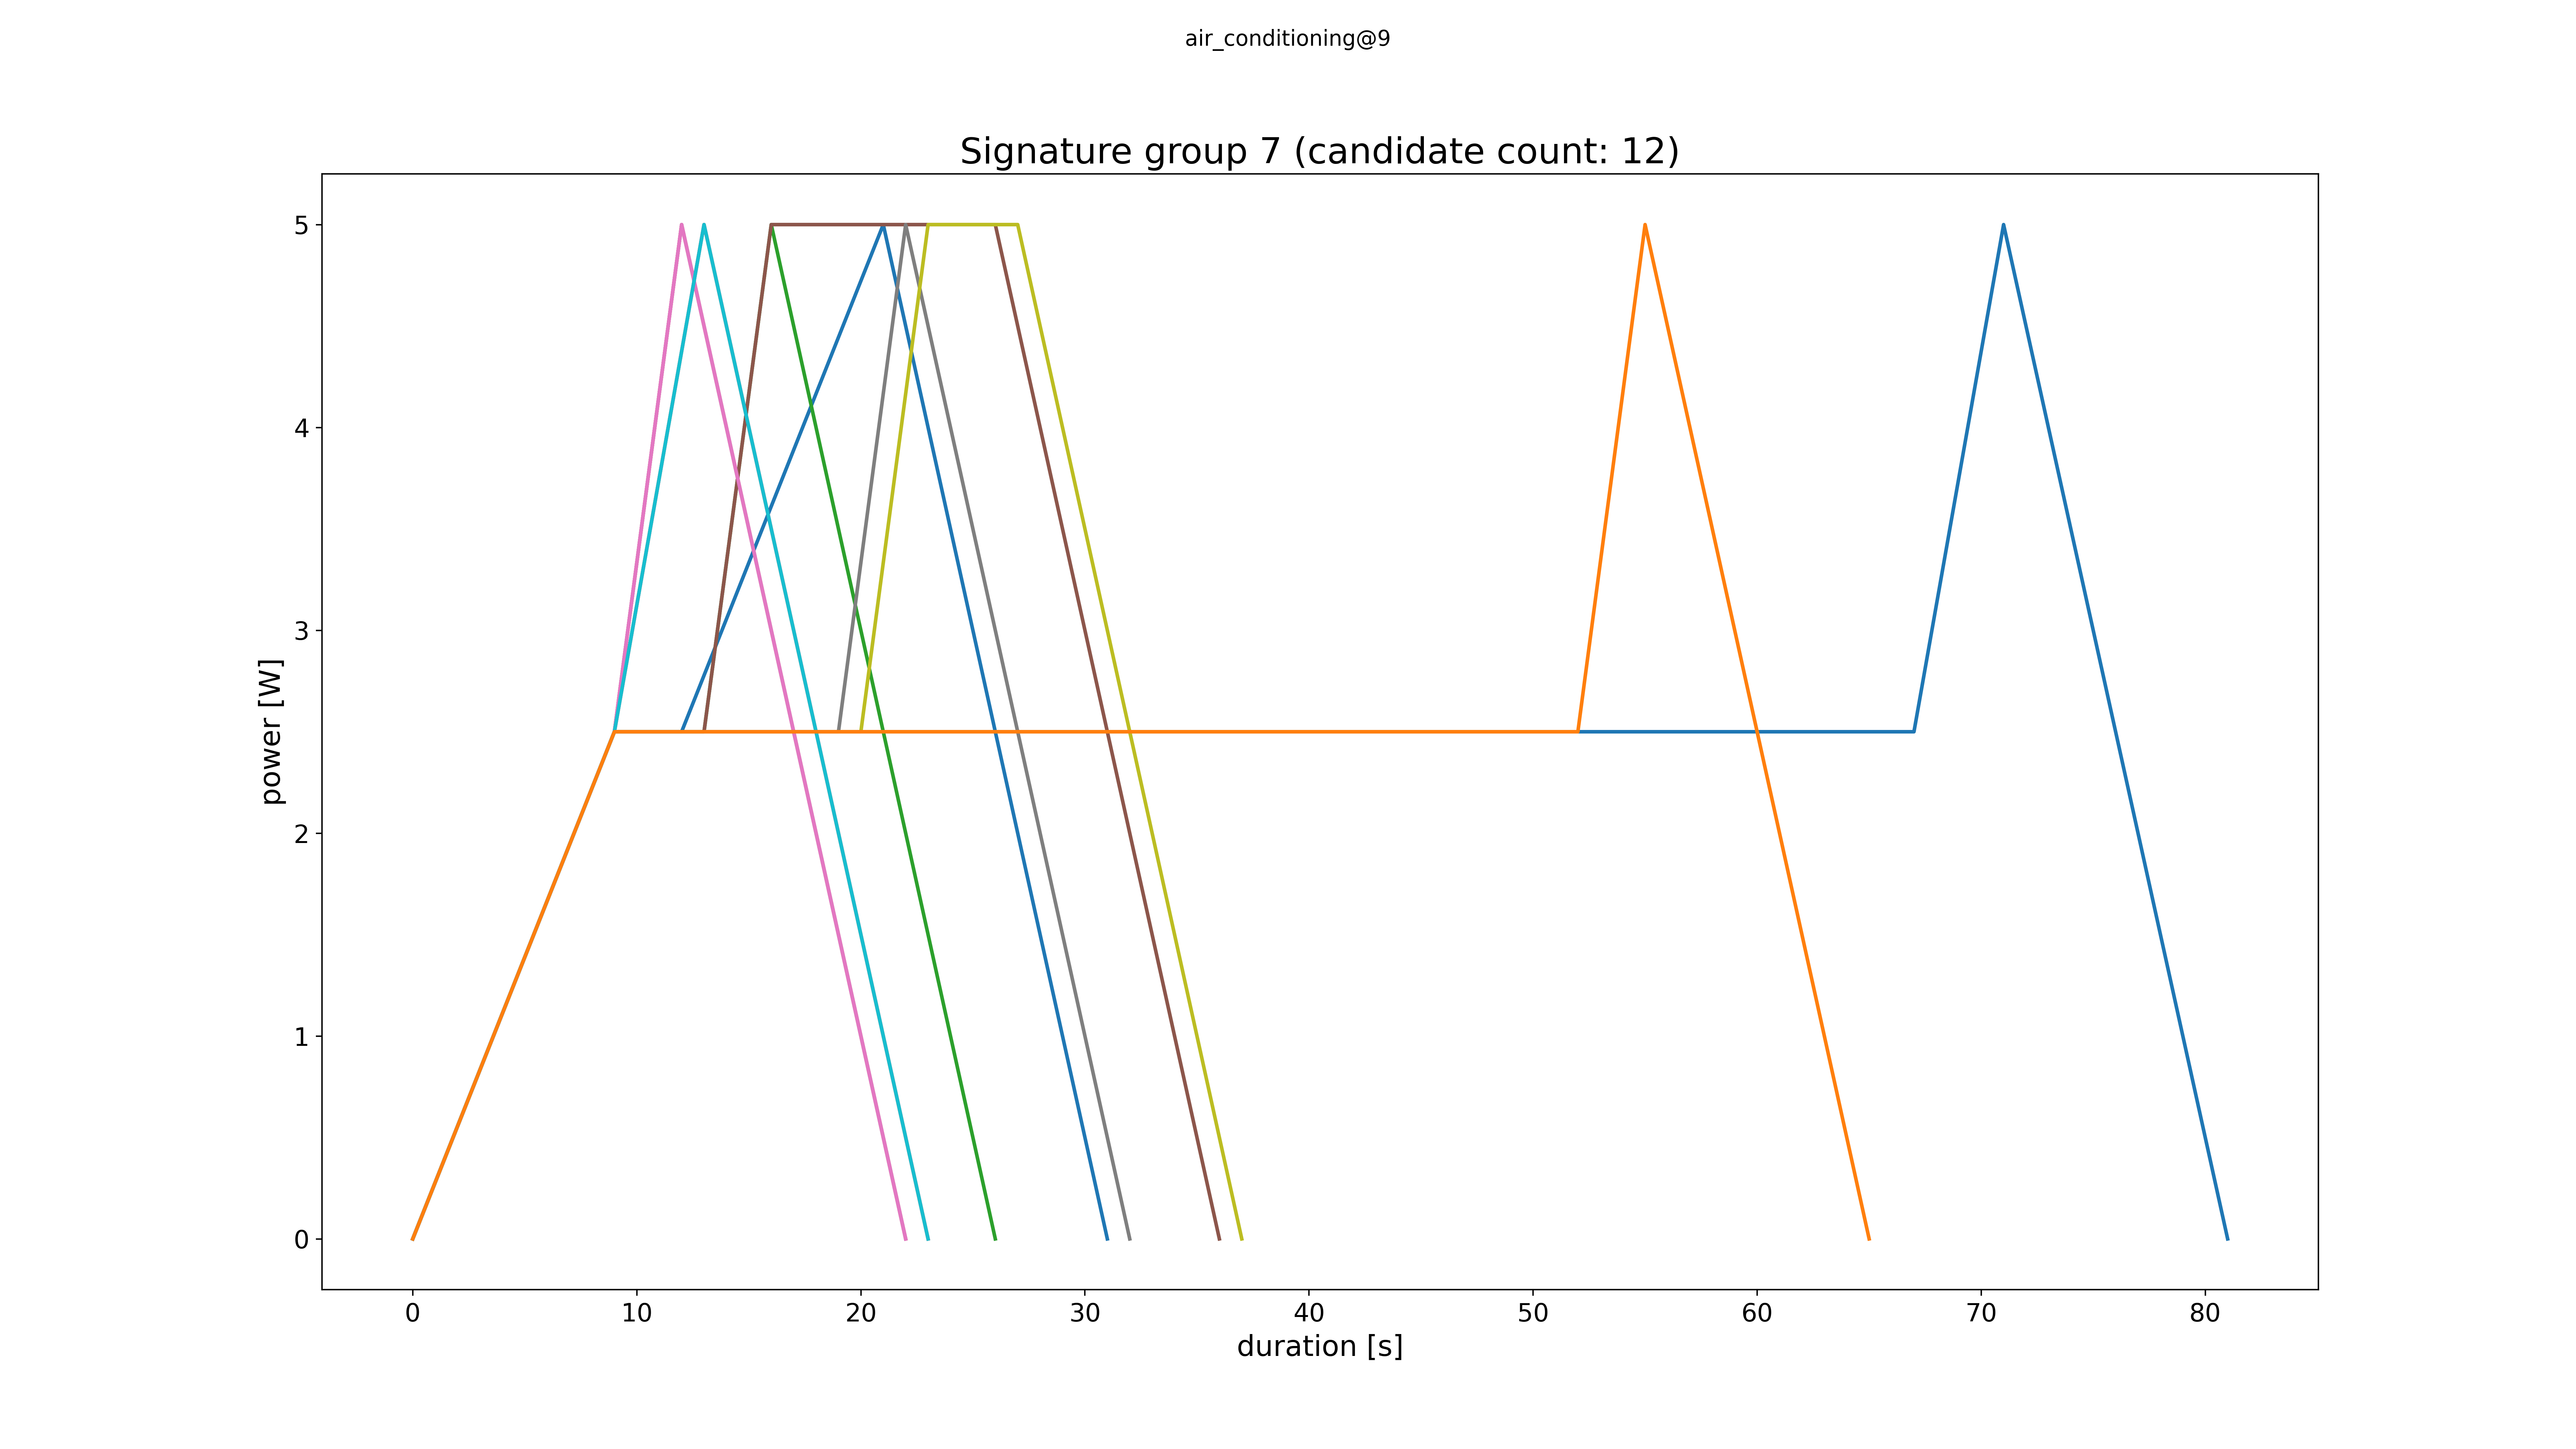 air_conditioning@9
Signature group 7 (candidate count: 12)
5
4
3
2
1
0
power [W]
0 10 20 30 40 50 60 70 80
duration [s]